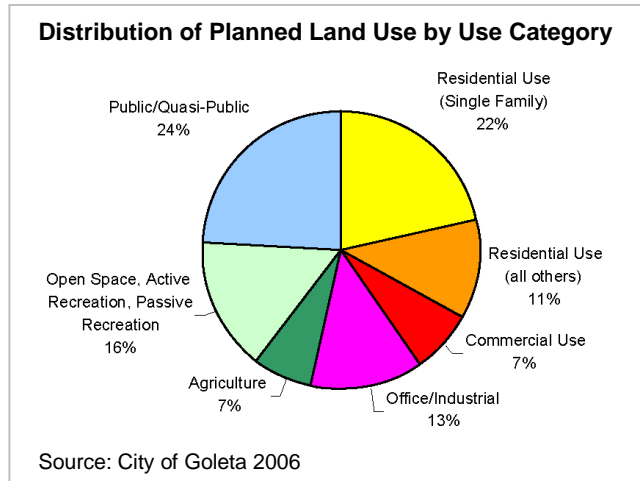 Distribution of Planned Land Use by Use Category
Public/Quasi-Public
24%
Residential Use
(Single Family)
22%
Residential Use
(all others)
11%
Commercial Use
7%
Office/Industrial
13%
Agriculture
7%
Open Space, Active
Recreation, Passive
Recreation
16%
Source: City of Goleta 2006